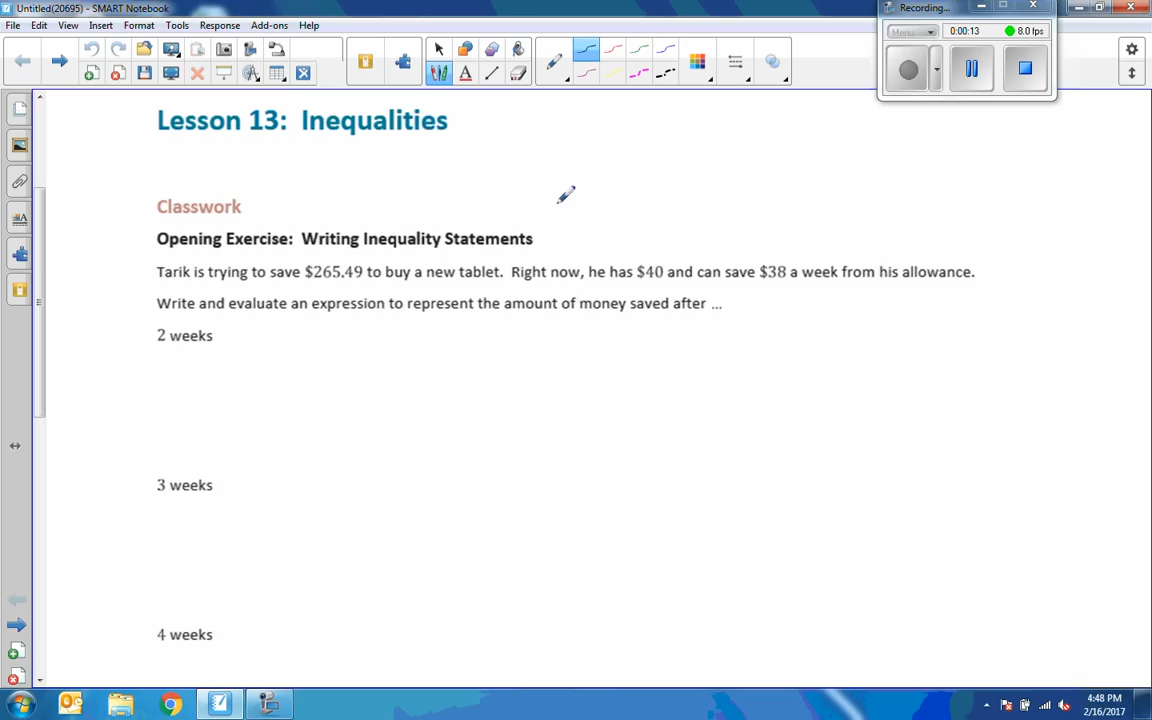 Untitled(20695) - SMART Notebook
Recording...
File Edit View Insert Format Tools Response Add-ons Help
Menu
0:00:13
8.0 fps
Lesson 13: Inequalities
Classwork
Opening Exercise: Writing Inequality Statements
Tarik is trying to save $265.49 to buy a new tablet. Right now, he has $40 and can save $38 a week from his allowance.
Write and evaluate an expression to represent the amount of money saved after ...
2 weeks
3 weeks
4 weeks
4:48 PM
2/16/2017